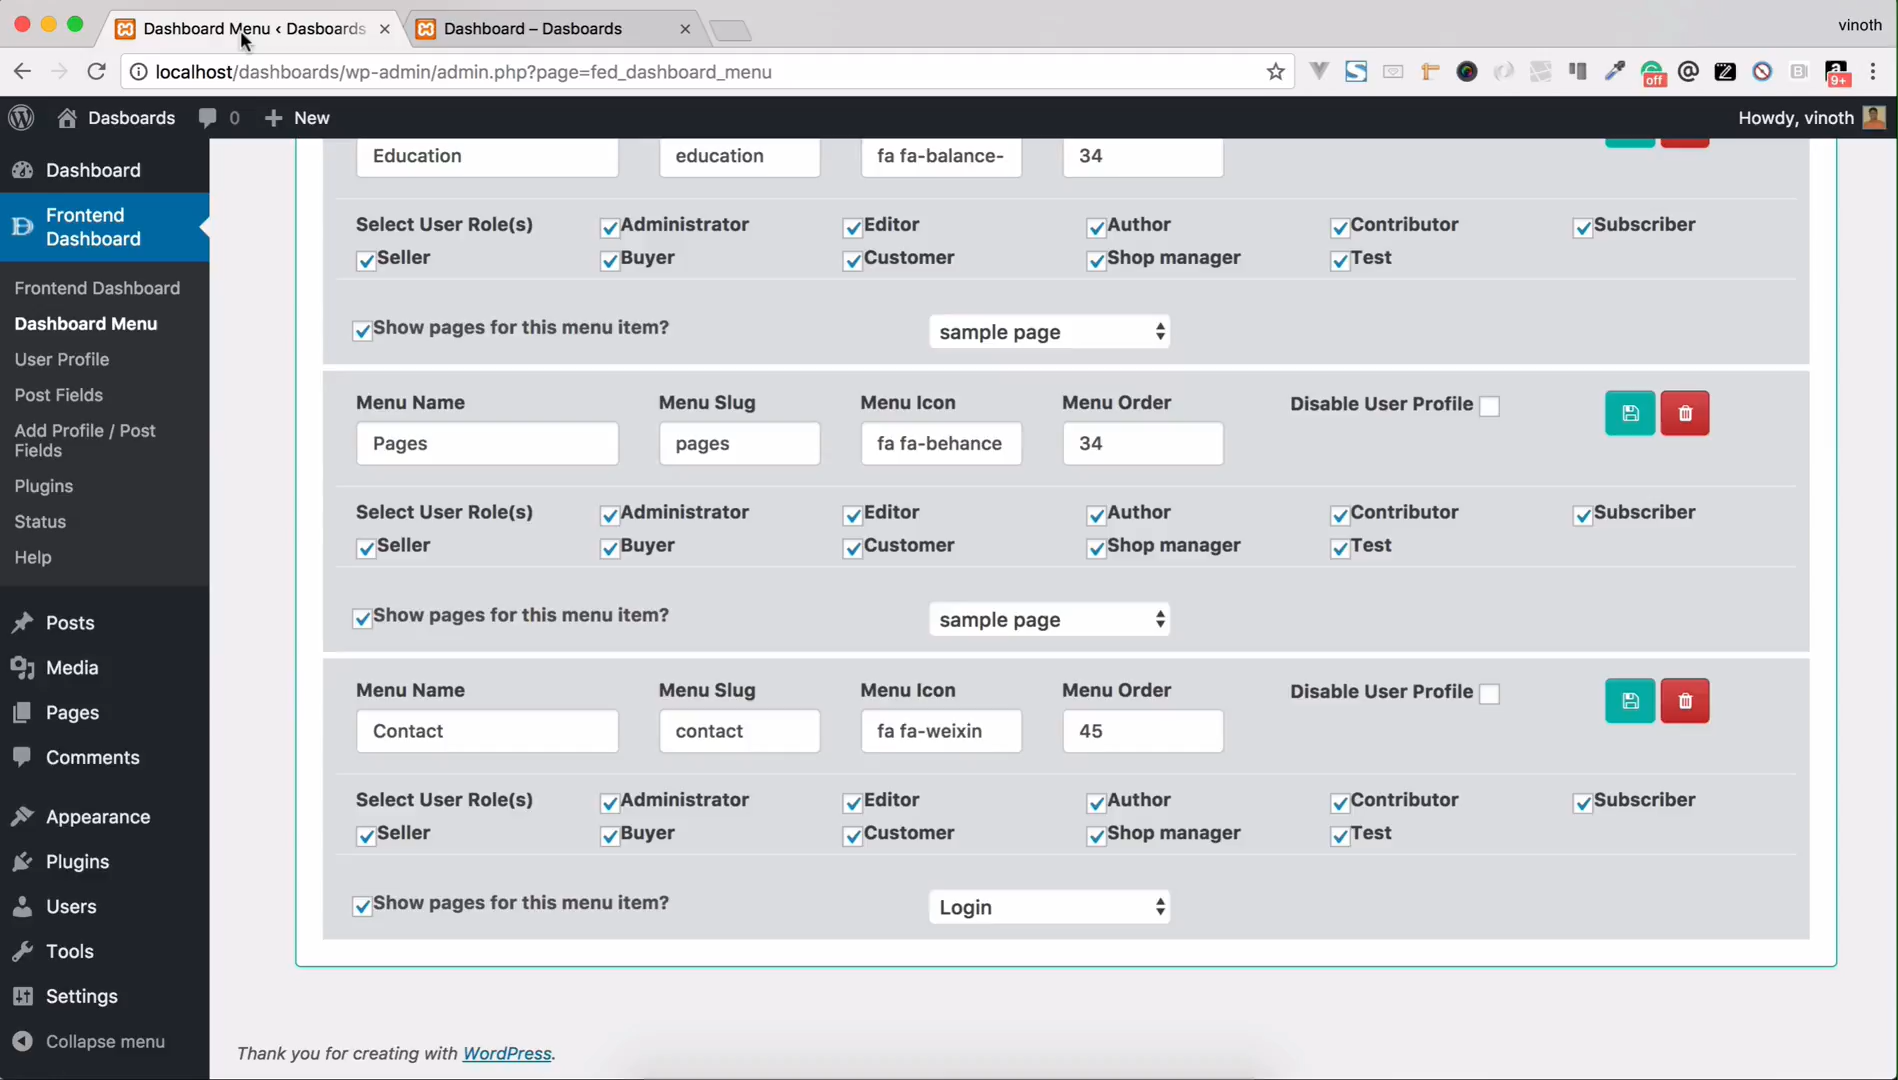 Dashboard Menu ‹ Dasboards
Dashboard – Dasboards
vinoth
localhost/dashboards/wp-admin/admin.php?page=fed_dashboard_menu
off
9+
Dasboards
0
New
Howdy, vinoth
Dashboard
Frontend
Dashboard
Frontend Dashboard
Dashboard Menu
User Profile
Post Fields
Add Profile / Post
Fields
Plugins
Status
Help
Posts
Media
Pages
Comments
Appearance
Plugins
Users
Tools
Settings
Collapse menu
Education education fa fa-balance- 34
Select User Role(s) Administrator Editor Author Contributor Subscriber
Seller Buyer Customer Shop manager Test
Show pages for this menu item? sample page
Menu Name Menu Slug Menu Icon Menu Order Disable User Profile
Pages pages fa fa-behance 34
Select User Role(s) Administrator Editor Author Contributor Subscriber
Seller Buyer Customer Shop manager Test
Show pages for this menu item? sample page
Menu Name Menu Slug Menu Icon Menu Order Disable User Profile
Contact contact fa fa-weixin 45
Select User Role(s) Administrator Editor Author Contributor Subscriber
Seller Buyer Customer Shop manager Test
Show pages for this menu item? Login
Thank you for creating with WordPress.